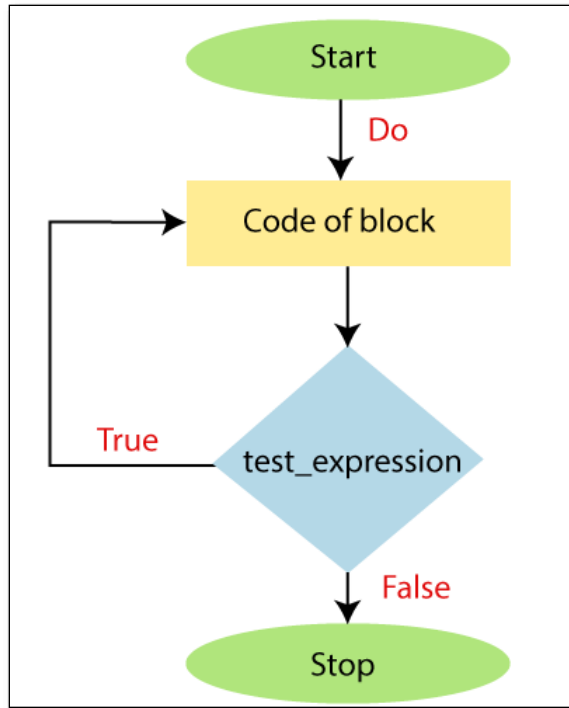 Start
Do
Code of block
True
test_expression
False
Stop